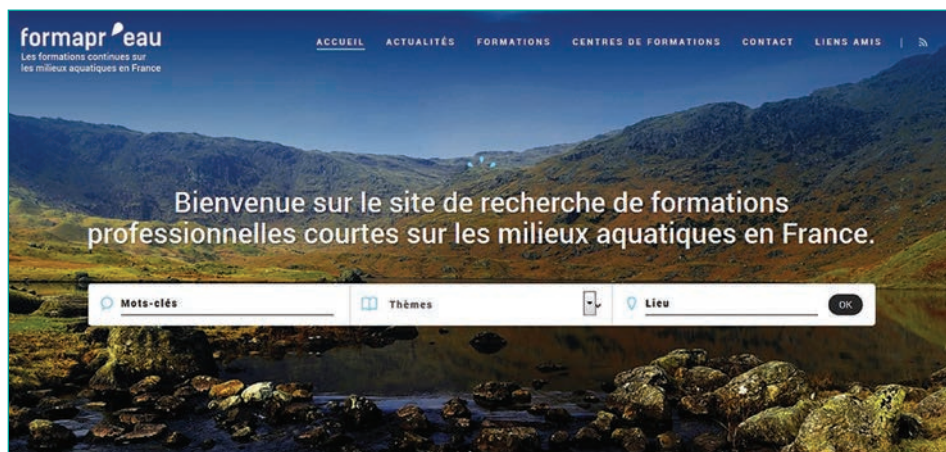 formapr'eau
Les formations continues sur
les milieux aquatiques en France
ACCUEIL ACTUALITÉS FORMATIONS CENTRES DE FORMATIONS CONTACT LIENS AMIS |
Bienvenue sur le site de recherche de formations
professionnelles courtes sur les milieux aquatiques en France.
Mots-clés Thèmes Lieu OK